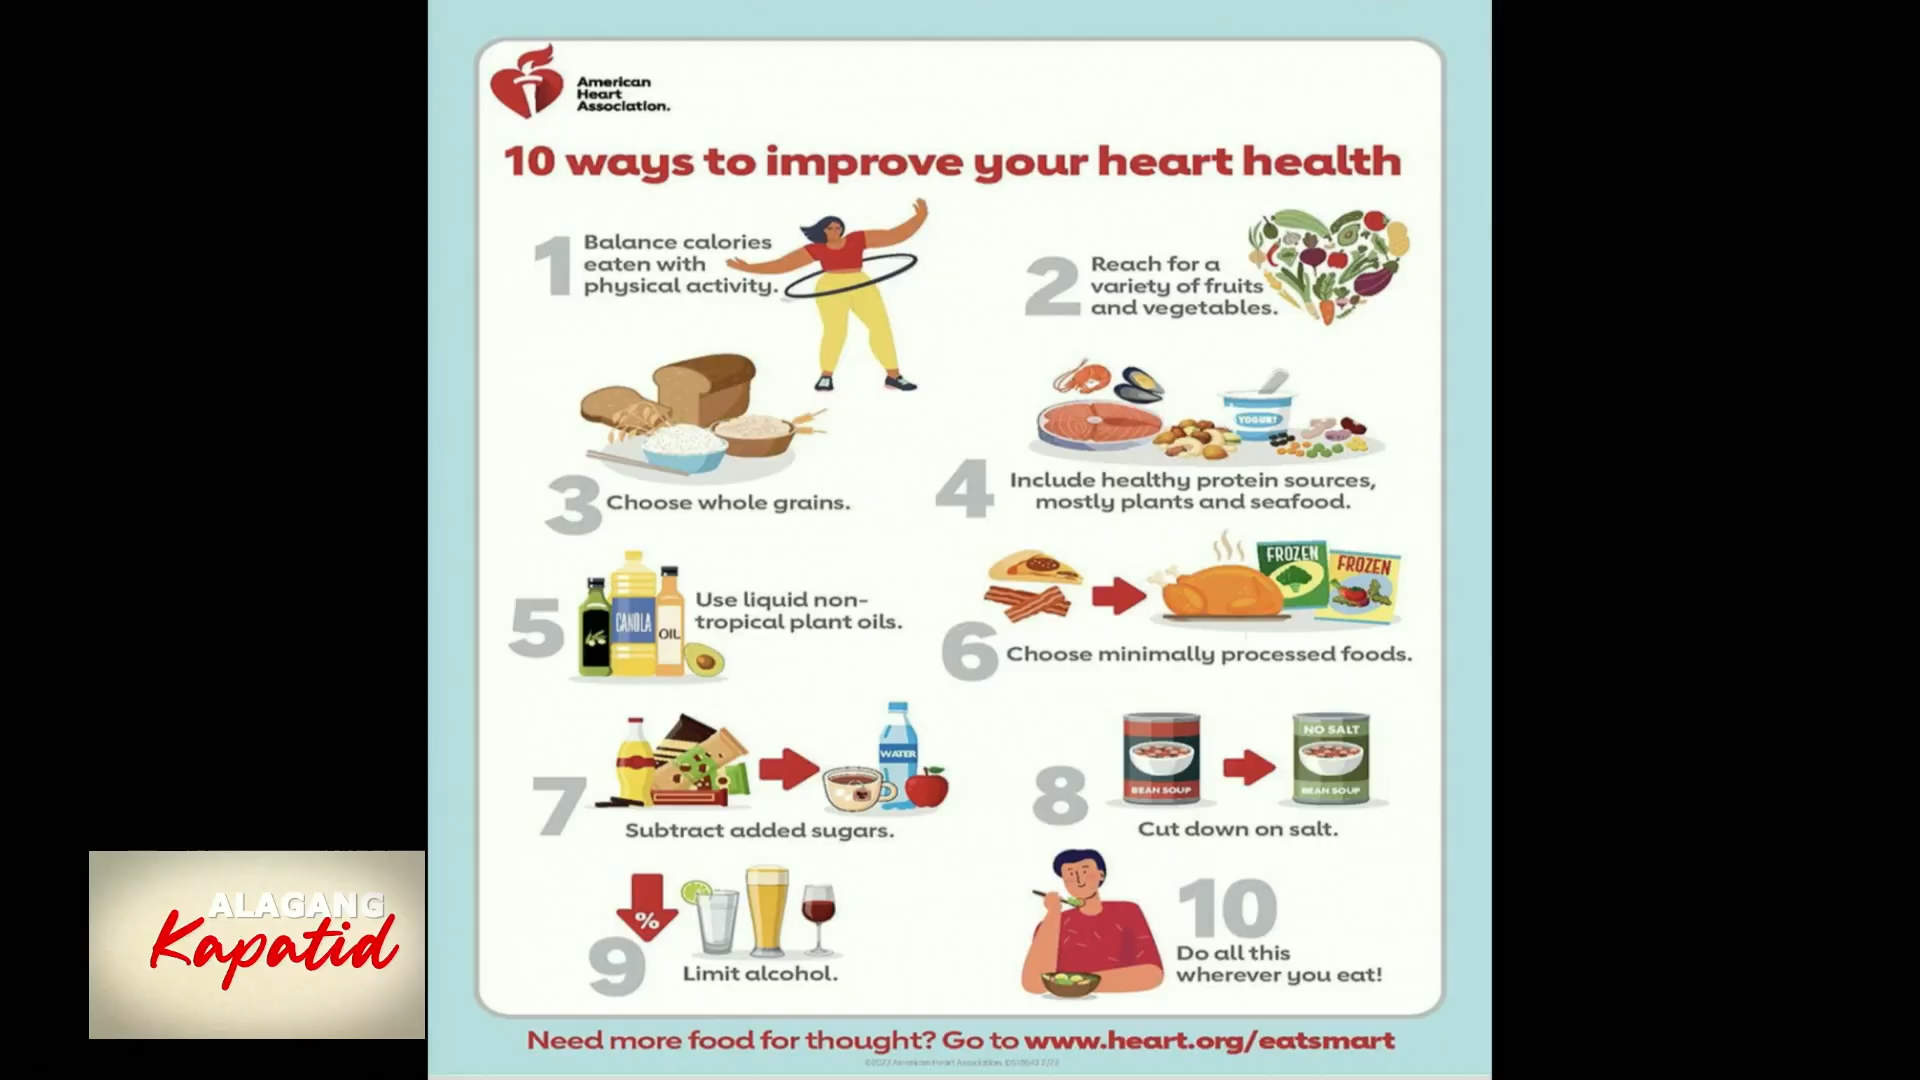 American
Heart
Association.
10 ways to improve your heart health
1
Balance calories
eaten with
physical activity.
2
Reach for a
variety of fruits
and vegetables.
3
Choose whole grains.
YOGURT
4
Include healthy protein sources,
mostly plants and seafood.
5
CANOLA
OIL
Use liquid non-
tropical plant oils.
FROZEN
FROZEN
6
Choose minimally processed foods.
WATER
7
Subtract added sugars.
BEAN SOUP
NO SALT
BEAN SOUP
8
Cut down on salt.
%
9
Limit alcohol.
10
Do all this
wherever you eat!
Need more food for thought? Go to www.heart.org/eatsmart
ALAGANG
Kapatid